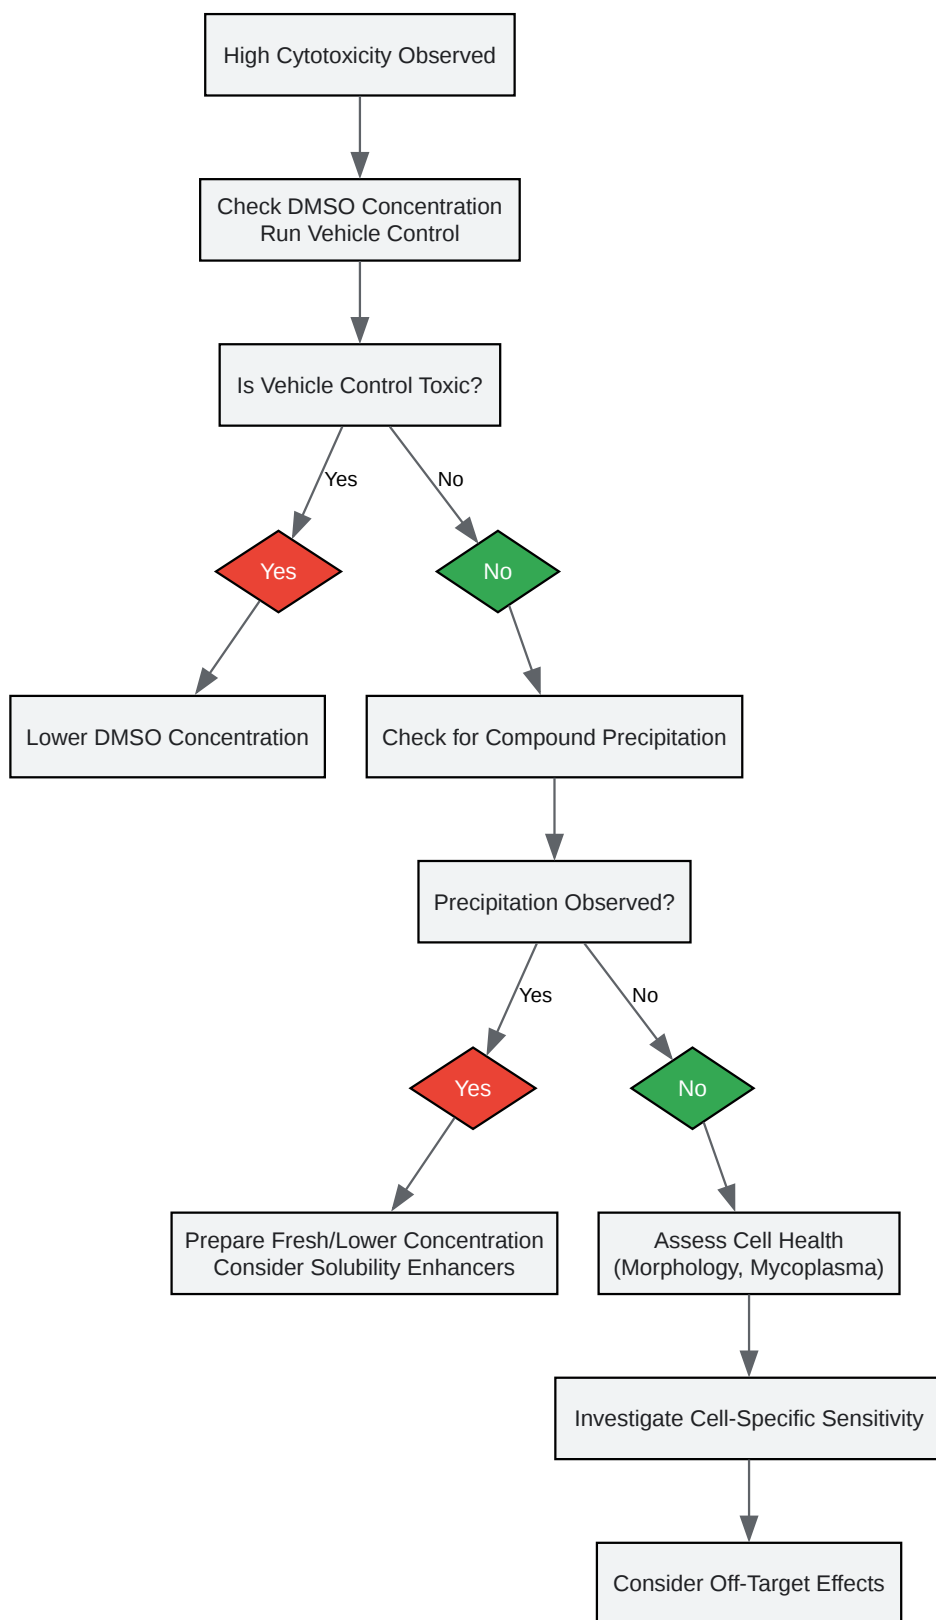 High Cytotoxicity Observed
Check DMSO Concentration
Run Vehicle Control
Is Vehicle Control Toxic?
Yes
No
Yes
No
Lower DMSO Concentration
Check for Compound Precipitation
Precipitation Observed?
Yes
No
Yes
No
Prepare Fresh/Lower Concentration
Consider Solubility Enhancers
Assess Cell Health
(Morphology, Mycoplasma)
Investigate Cell-Specific Sensitivity
Consider Off-Target Effects